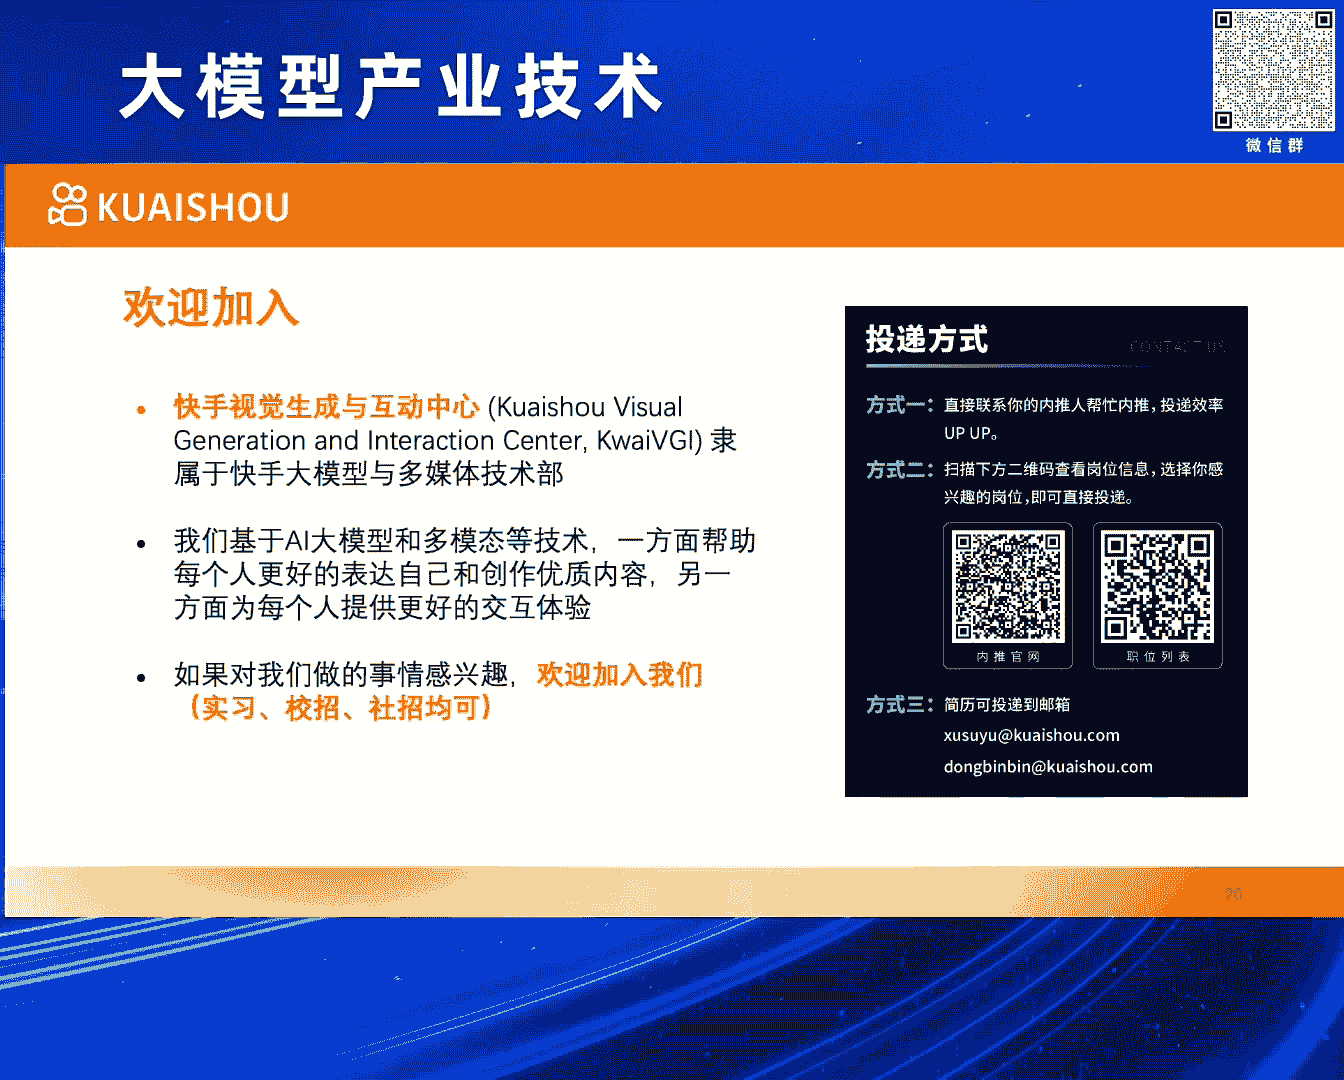 大模型产业技术
微信群
KUAISHOU
欢迎加入
快手视觉生成与互动中心 (Kuaishou Visual
Generation and Interaction Center, KwaiVGI) 隶
属于快手大模型与多媒体技术部
我们基于AI大模型和多模态等技术，一方面帮助
每个人更好的表达自己和创作优质内容，另一
方面为每个人提供更好的交互体验
如果对我们做的事情感兴趣，欢迎加入我们
（实习、校招、社招均可）
投递方式
CONTACT US
方式一：直接联系你的内推人帮忙内推，投递效率
UP UP。
方式二：扫描下方二维码查看岗位信息，选择你感
兴趣的岗位，即可直接投递。
内推官网
职位列表
方式三：简历可投递到邮箱
xusuyu@kuaishou.com
dongbinbin@kuaishou.com
20